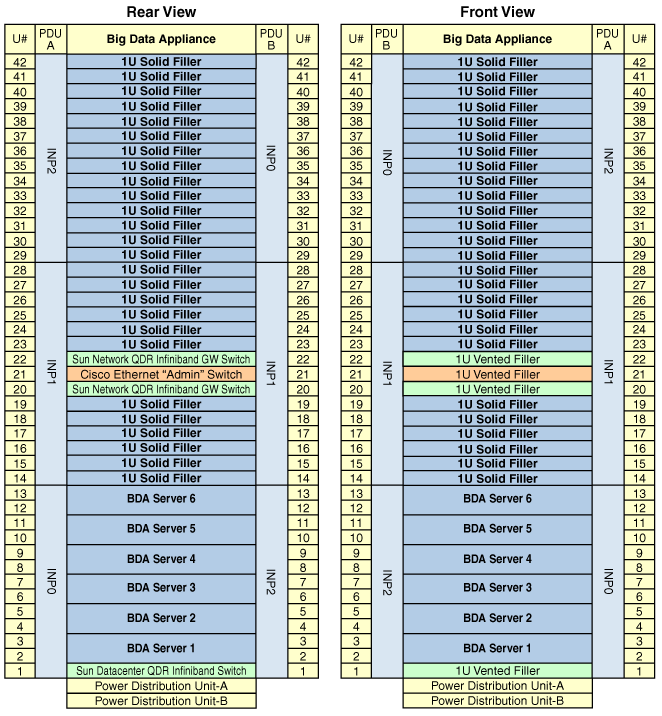 Rear View
U# PDU A Big Data Appliance PDU B U#
42 1U Solid Filler 42
41 1U Solid Filler 41
40 1U Solid Filler 40
39 1U Solid Filler 39
38 1U Solid Filler 38
37 1U Solid Filler 37
36 1U Solid Filler 36
35 1U Solid Filler 35
34 1U Solid Filler 34
33 1U Solid Filler 33
32 1U Solid Filler 32
31 1U Solid Filler 31
30 1U Solid Filler 30
29 1U Solid Filler 29
INP2 INP0
28 1U Solid Filler 28
27 1U Solid Filler 27
26 1U Solid Filler 26
25 1U Solid Filler 25
24 1U Solid Filler 24
23 1U Solid Filler 23
22 Sun Network QDR Infiniband GW Switch 22
21 Cisco Ethernet “Admin” Switch 21
20 Sun Network QDR Infiniband GW Switch 20
19 1U Solid Filler 19
18 1U Solid Filler 18
17 1U Solid Filler 17
16 1U Solid Filler 16
15 1U Solid Filler 15
14 1U Solid Filler 14
INP1 INP1
13 BDA Server 6 13
12 12
11 BDA Server 5 11
10 10
9 BDA Server 4 9
8 8
7 BDA Server 3 7
6 6
5 BDA Server 2 5
4 4
3 BDA Server 1 3
2 2
1 Sun Datacenter QDR Infiniband Switch 1
INP0 INP2
Power Distribution Unit-A
Power Distribution Unit-B
Front View
U# PDU B Big Data Appliance PDU A U#
42 1U Solid Filler 42
41 1U Solid Filler 41
40 1U Solid Filler 40
39 1U Solid Filler 39
38 1U Solid Filler 38
37 1U Solid Filler 37
36 1U Solid Filler 36
35 1U Solid Filler 35
34 1U Solid Filler 34
33 1U Solid Filler 33
32 1U Solid Filler 32
31 1U Solid Filler 31
30 1U Solid Filler 30
29 1U Solid Filler 29
INP0 INP2
28 1U Solid Filler 28
27 1U Solid Filler 27
26 1U Solid Filler 26
25 1U Solid Filler 25
24 1U Solid Filler 24
23 1U Solid Filler 23
22 1U Vented Filler 22
21 1U Vented Filler 21
20 1U Vented Filler 20
19 1U Solid Filler 19
18 1U Solid Filler 18
17 1U Solid Filler 17
16 1U Solid Filler 16
15 1U Solid Filler 15
14 1U Solid Filler 14
INP1 INP1
13 BDA Server 6 13
12 12
11 BDA Server 5 11
10 10
9 BDA Server 4 9
8 8
7 BDA Server 3 7
6 6
5 BDA Server 2 5
4 4
3 BDA Server 1 3
2 2
1 1U Vented Filler 1
INP2 INP0
Power Distribution Unit-A
Power Distribution Unit-B